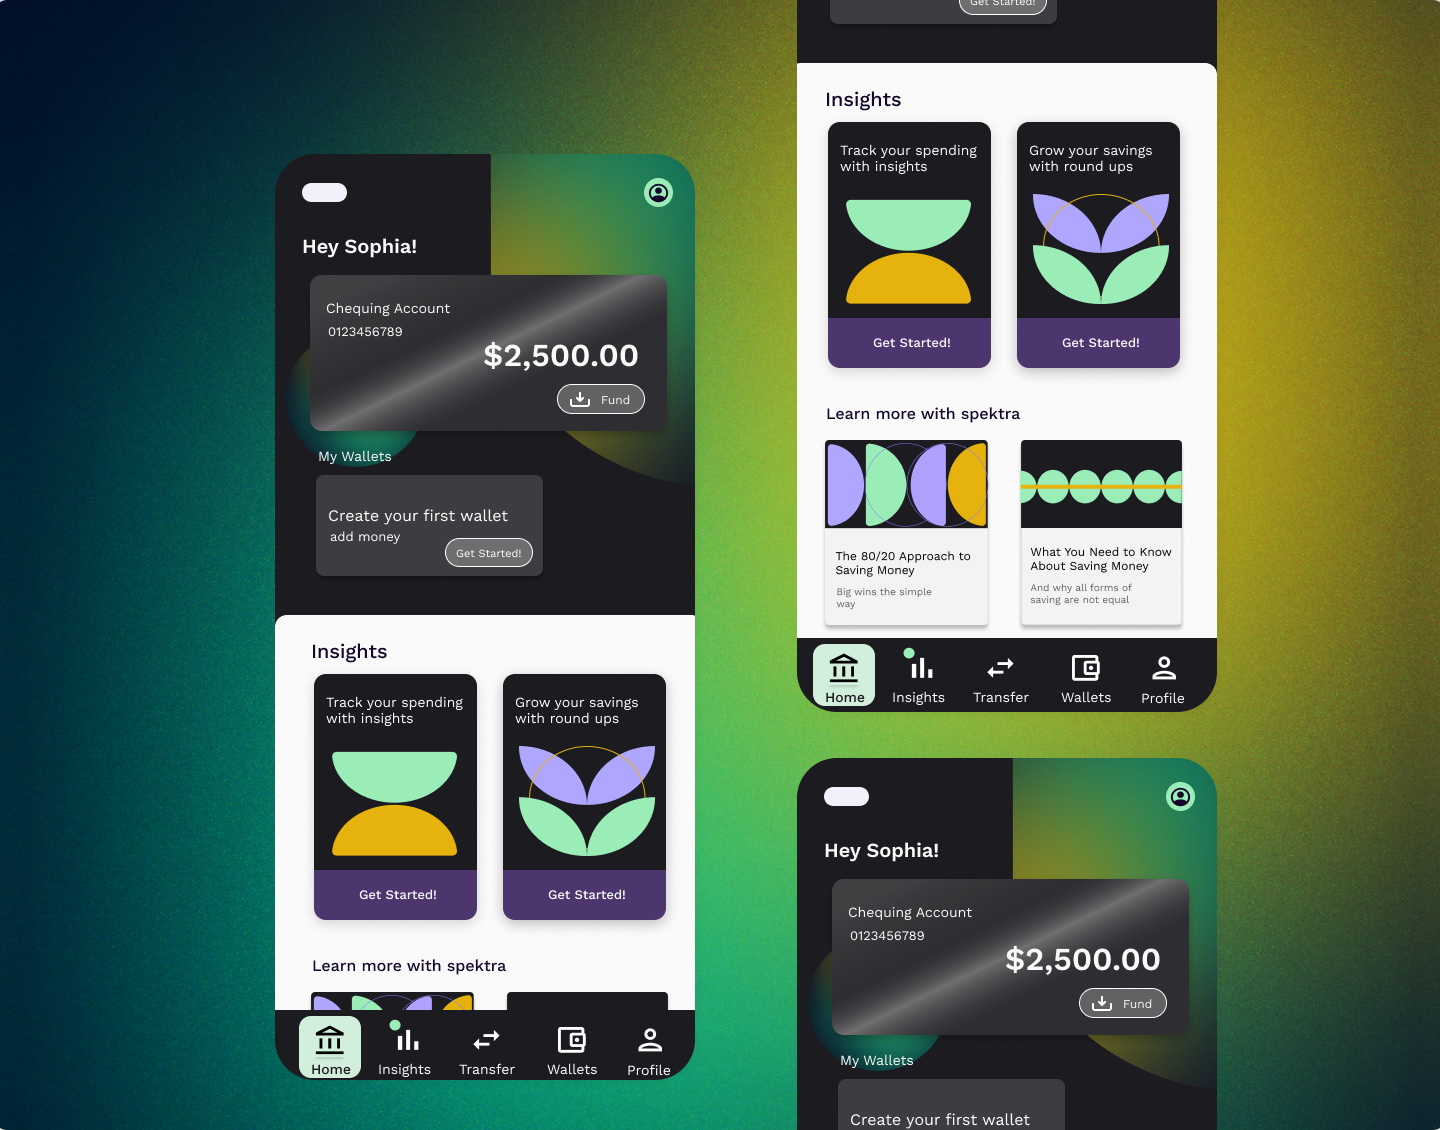 Hey Sophia!
Chequing Account
0123456789
$2,500.00
Fund
My Wallets
Create your first wallet
add money
Get Started!
Insights
Track your spending
with insights
Get Started!
Grow your savings
with round ups
Get Started!
Learn more with spektra
Home
Insights
Transfer
Wallets
Profile
Get Started!
Insights
Track your spending
with insights
Get Started!
Grow your savings
with round ups
Get Started!
Learn more with spektra
The 80/20 Approach to
Saving Money
Big wins the simple
way
What You Need to Know
About Saving Money
And why all forms of
saving are not equal
Home
Insights
Transfer
Wallets
Profile
Hey Sophia!
Chequing Account
0123456789
$2,500.00
Fund
My Wallets
Create your first wallet